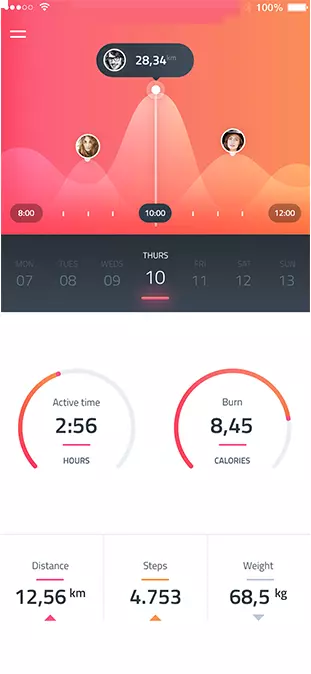 100%
28,34 km
8:00 10:00 12:00
MON TUES WEDS THURS FRI SAT SUN
07 08 09 10 11 12 13
Active time Burn
2:56 8,45
HOURS CALORIES
Distance Steps Weight
12,56 km 4.753 68,5 kg